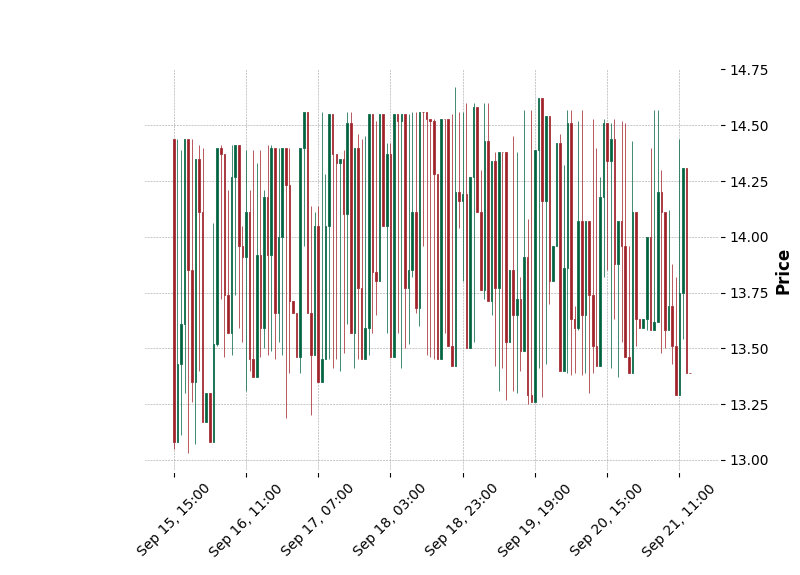 14.75
14.50
14.25
14.00
13.75
13.50
13.25
13.00
Price
Sep 15, 15:00
Sep 16, 11:00
Sep 17, 07:00
Sep 18, 03:00
Sep 18, 23:00
Sep 19, 19:00
Sep 20, 15:00
Sep 21, 11:00